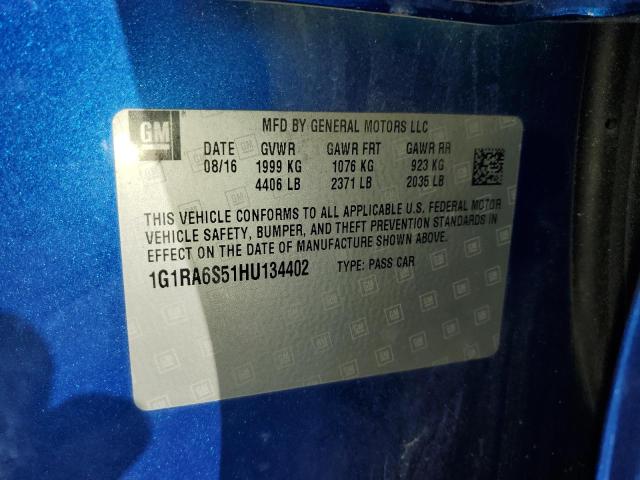 GM
MFD BY GENERAL MOTORS LLC
DATE GVWR GAWR FRT GAWR RR
08/16 1999 KG 1076 KG 923 KG
4406 LB 2371 LB 2035 LB
THIS VEHICLE CONFORMS TO ALL APPLICABLE U.S. FEDERAL MOTOR
VEHICLE SAFETY, BUMPER, AND THEFT PREVENTION STANDARDS IN
EFFECT ON THE DATE OF MANUFACTURE SHOWN ABOVE.
1G1RA6S51HU134402 TYPE: PASS CAR